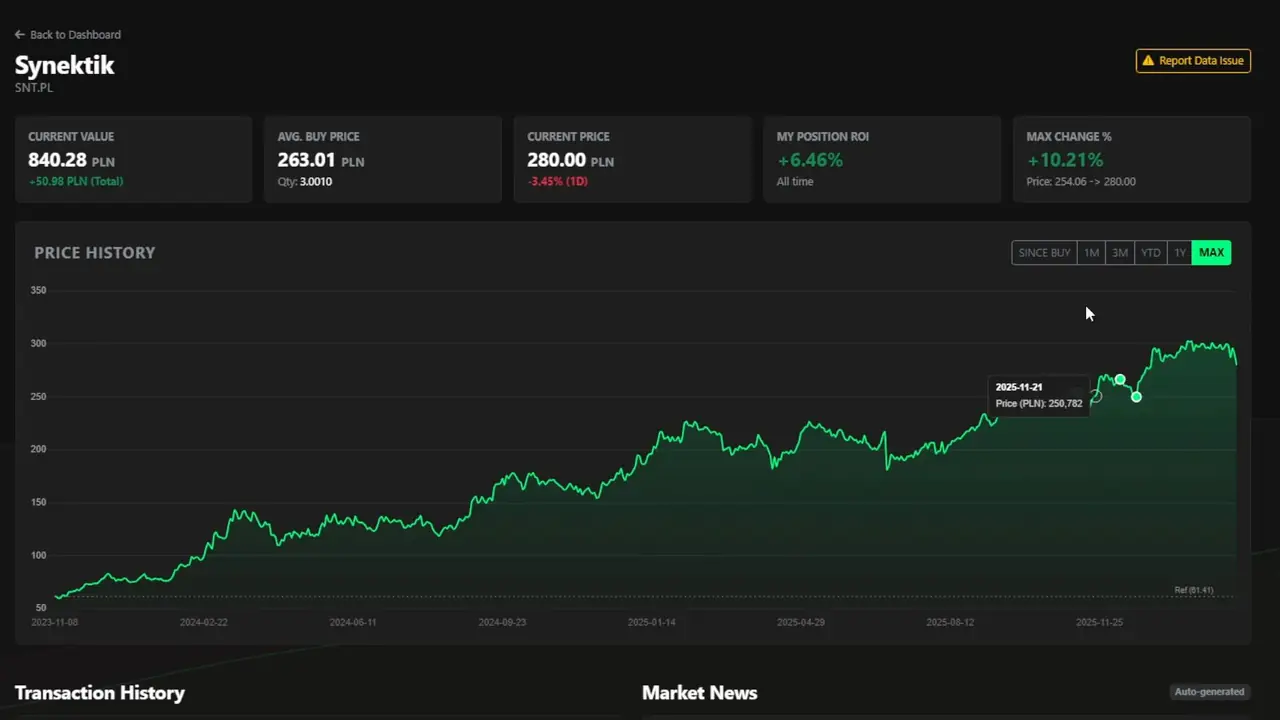 Back to Dashboard
Synektik
SNT.PL
Report Data Issue
CURRENT VALUE
840.28 PLN
+50.98 PLN (Total)
AVG. BUY PRICE
263.01 PLN
Qty: 3.0010
CURRENT PRICE
280.00 PLN
-3.45% (1D)
MY POSITION ROI
+6.46%
All time
MAX CHANGE %
+10.21%
Price: 254.06 -> 280.00
PRICE HISTORY
SINCE BUY 1M 3M YTD 1Y MAX
350
300
250
200
150
100
50
2025-11-21
Price (PLN): 250,782
Ref (61.41)
2023-11-08 2024-02-22 2024-06-11 2024-09-23 2025-01-14 2025-04-29 2025-08-12 2025-11-25
Transaction History
Market News
Auto-generated